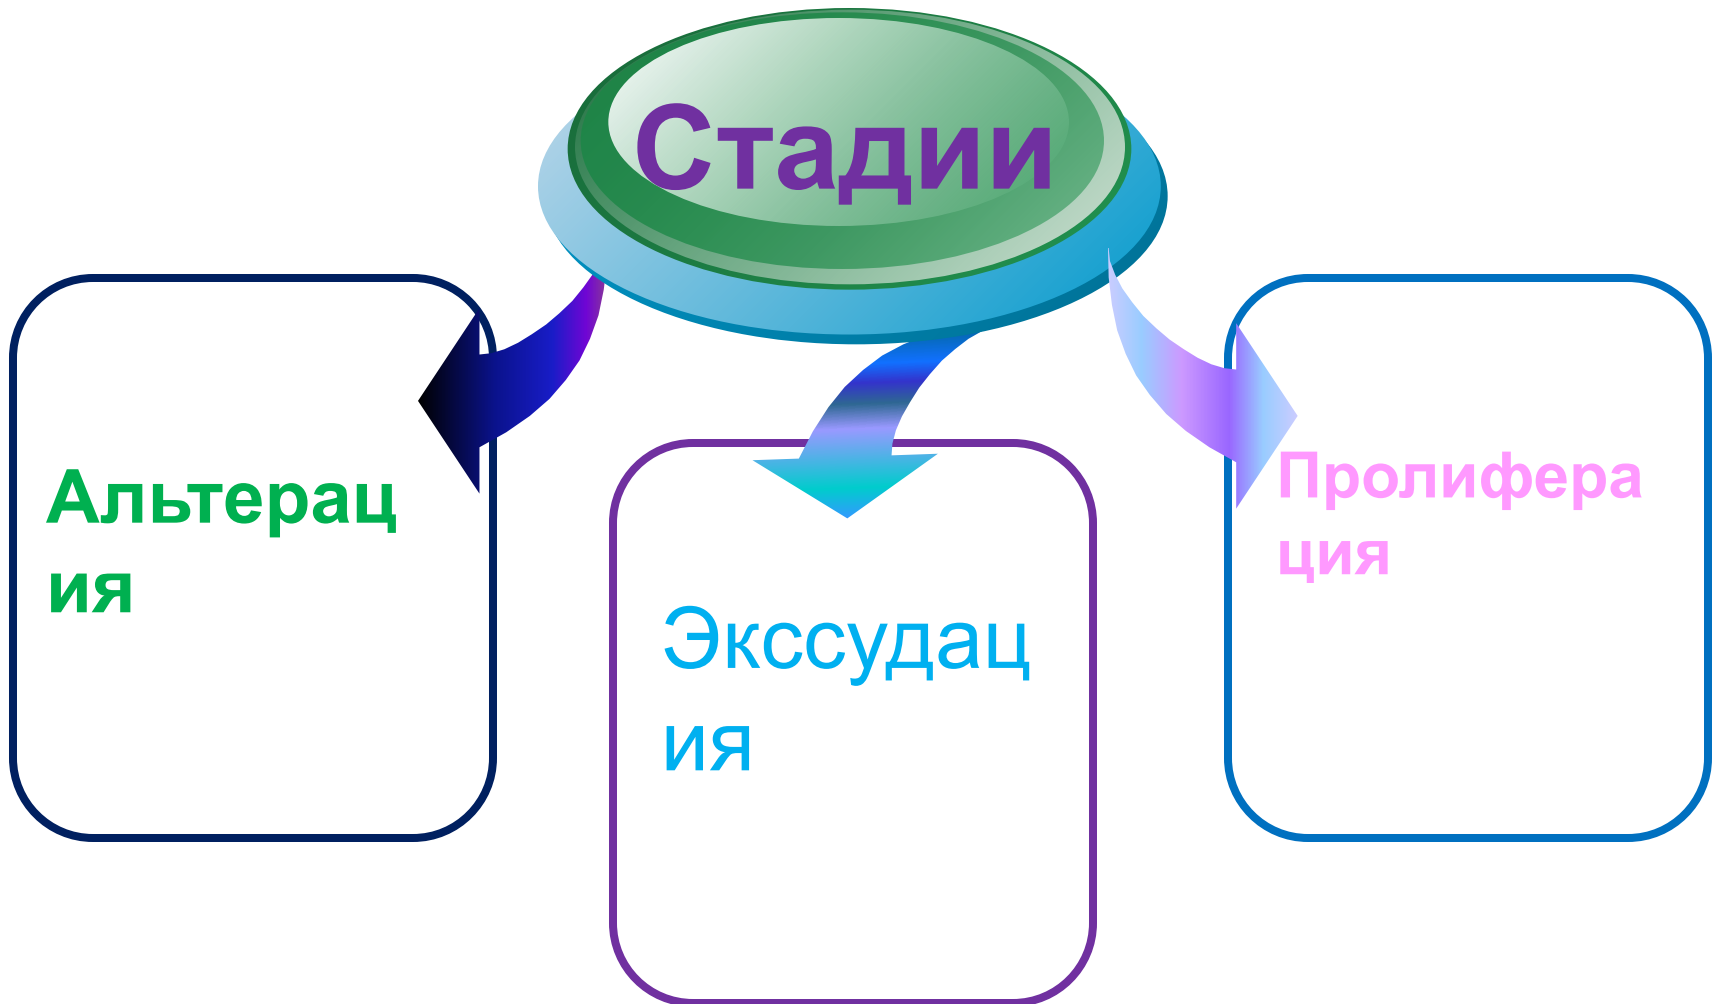 Стадии
Альтерац
ия
Экссудац
ия
Пролифера
ция